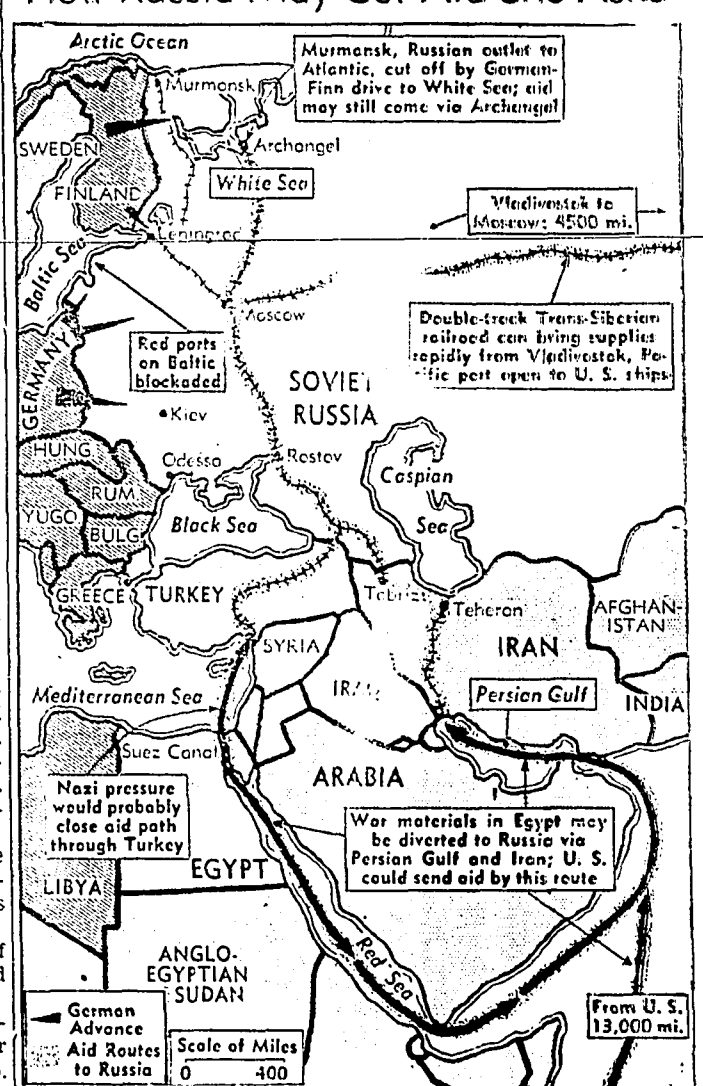 How Russia May Get Aid She Asks
Arctic Ocean
Murmansk, Russian outlet to
Atlantic, cut off by German-
Finn drive to White Sea; aid
may still come via Archangel
Murmansk
Archangel
SWEDEN
White Sea
FINLAND
Vladivostok to
Moscow: 4500 mi.
Leningrad
Baltic Sea
Moscow
Double-track Trans-Siberian
railroad can bring supplies
rapidly from Vladivostok, Pa-
cific port open to U. S. ships
Red ports
on Baltic
blockaded
GERMANY
SOVIET
RUSSIA
Kiev
HUNG
Odessa
Rostov
Caspian
Sea
RUM
YUGO
BULG
Black Sea
GREECE
TURKEY
Tabriz
Teheran
AFGHAN-
ISTAN
SYRIA
IRAN
IRAQ
Mediterranean Sea
Persian Gulf
INDIA
Suez Canal
ARABIA
Nazi pressure
would probably
close aid path
through Turkey
War materials in Egypt may
be diverted to Russia via
Persian Gulf and Iran; U. S.
could send aid by this route
EGYPT
LIBYA
Red Sea
ANGLO-
EGYPTIAN
SUDAN
From U. S.
13,000 mi.
German
Advance
Aid Routes
to Russia
Scale of Miles
0 400